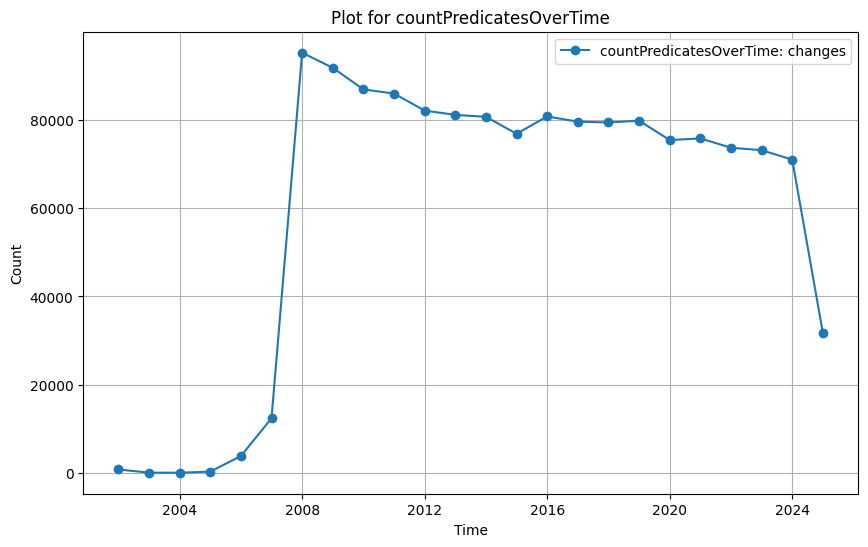 Plot for countPredicatesOverTime
countPredicatesOverTime: changes
Count
80000
60000
40000
20000
0
2004 2008 2012 2016 2020 2024
Time